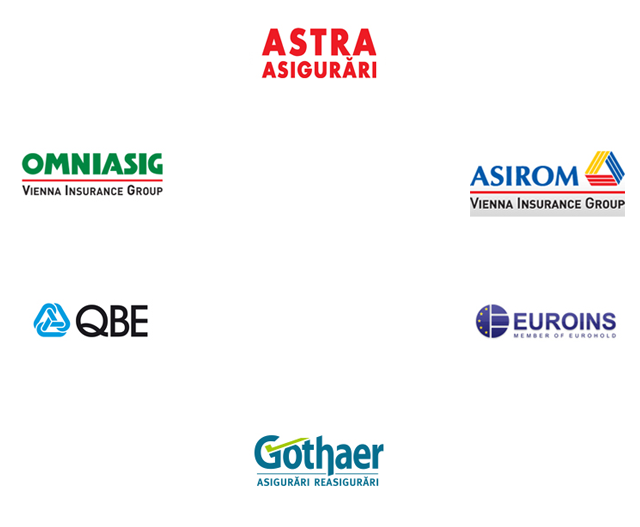 ASTRA
ASIGURĂRI
OMNIASIG
VIENNA INSURANCE GROUP
ASIROM
VIENNA INSURANCE GROUP
QBE
EUROINS
MEMBER OF EUROHOLD
Gothaer
ASIGURĂRI REASIGURĂRI